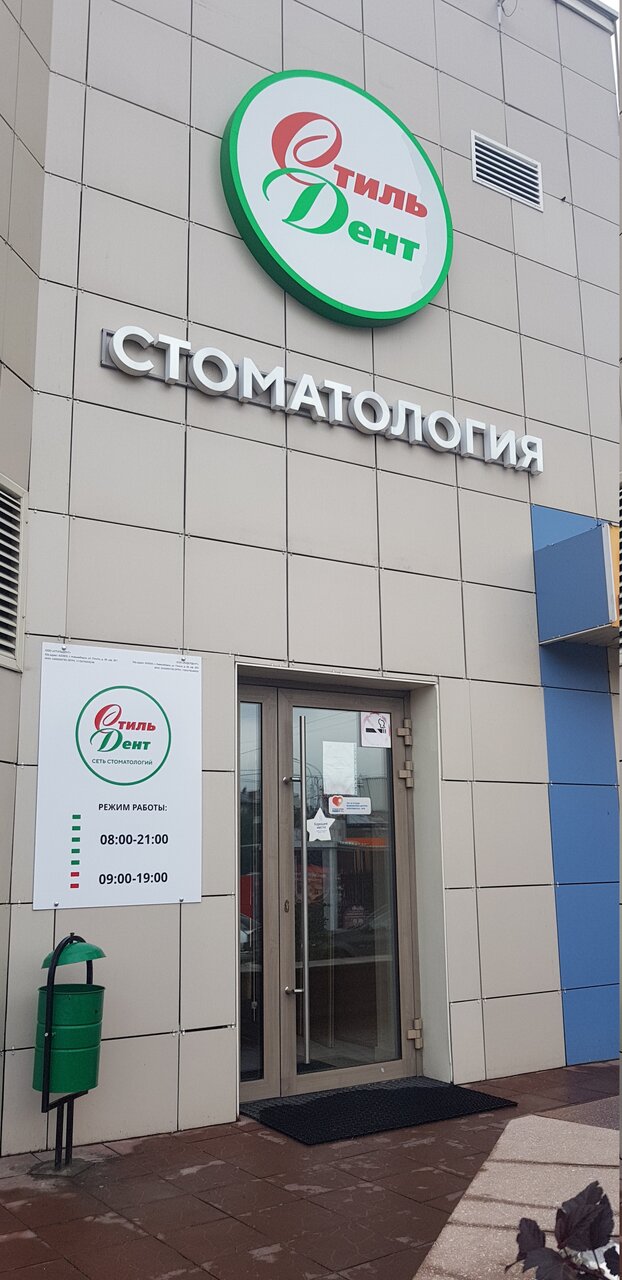 Стиль
Дент
СТОМАТОЛОГИЯ
Стиль
Дент
СЕТЬ СТОМАТОЛОГИЙ
РЕЖИМ РАБОТЫ:
08:00-21:00
09:00-19:00